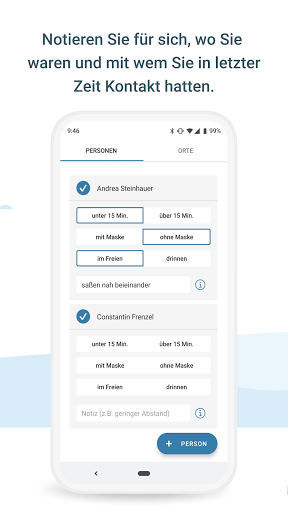 Notieren Sie für sich, wo Sie
waren und mit wem Sie in letzter
Zeit Kontakt hatten.
9:46 99%
PERSONEN ORTE
Andrea Steinhauer
unter 15 Min. über 15 Min.
mit Maske ohne Maske
im Freien drinnen
saßen nah beieinander
Constantin Frenzel
unter 15 Min. über 15 Min.
mit Maske ohne Maske
im Freien drinnen
Notiz (z.B. geringer Abstand)
+ PERSON